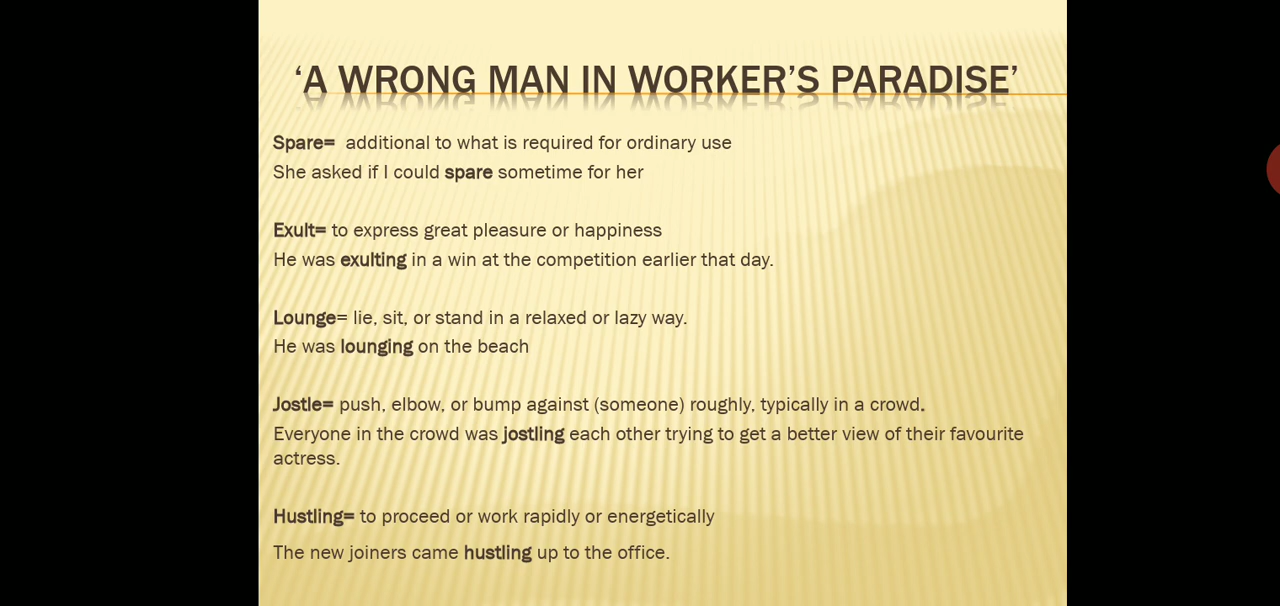 ‘A WRONG MAN IN WORKER’S PARADISE’
Spare=  additional to what is required for ordinary use
She asked if I could spare sometime for her
Exult= to express great pleasure or happiness
He was exulting in a win at the competition earlier that day.
Lounge= lie, sit, or stand in a relaxed or lazy way.
He was lounging on the beach
Jostle= push, elbow, or bump against (someone) roughly, typically in a crowd.
Everyone in the crowd was jostling each other trying to get a better view of their favourite
actress.
Hustling= to proceed or work rapidly or energetically
The new joiners came hustling up to the office.